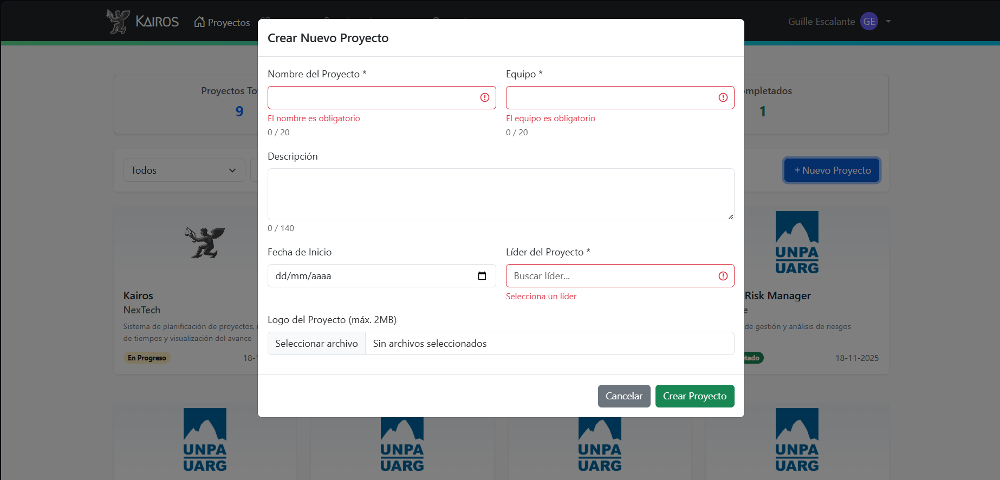 KAIROS
Proyectos
Guille Escalante
GE
Crear Nuevo Proyecto
Nombre del Proyecto *
Equipo *
El nombre es obligatorio
El equipo es obligatorio
0 / 20
0 / 20
Descripción
0 / 140
Fecha de Inicio
Líder del Proyecto *
dd/mm/aaaa
Buscar líder...
Selecciona un líder
Logo del Proyecto (máx. 2MB)
Seleccionar archivo
Sin archivos seleccionados
Cancelar
Crear Proyecto
Proyectos To
9
mpletados
1
Todos
+ Nuevo Proyecto
Kairos
NexTech
Sistema de planificación de proyectos,
de tiempos y visualización del avance
En Progreso
18-1
UNPA
UARG
Risk Manager
e
de gestión y análisis de riesgos
tado
18-11-2025
UNPA
UARG
UNPA
UARG
UNPA
UARG
UNPA
UARG